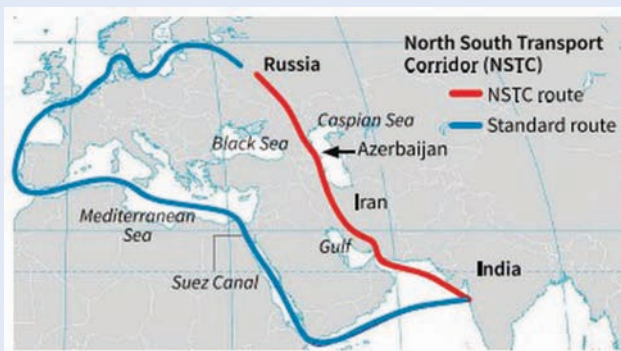 North South Transport
Corridor (NSTC)
NSTC route
Standard route
Russia
Caspian Sea
Black Sea
Azerbaijan
Iran
Mediterranean
Sea
Gulf
Suez Canal
India